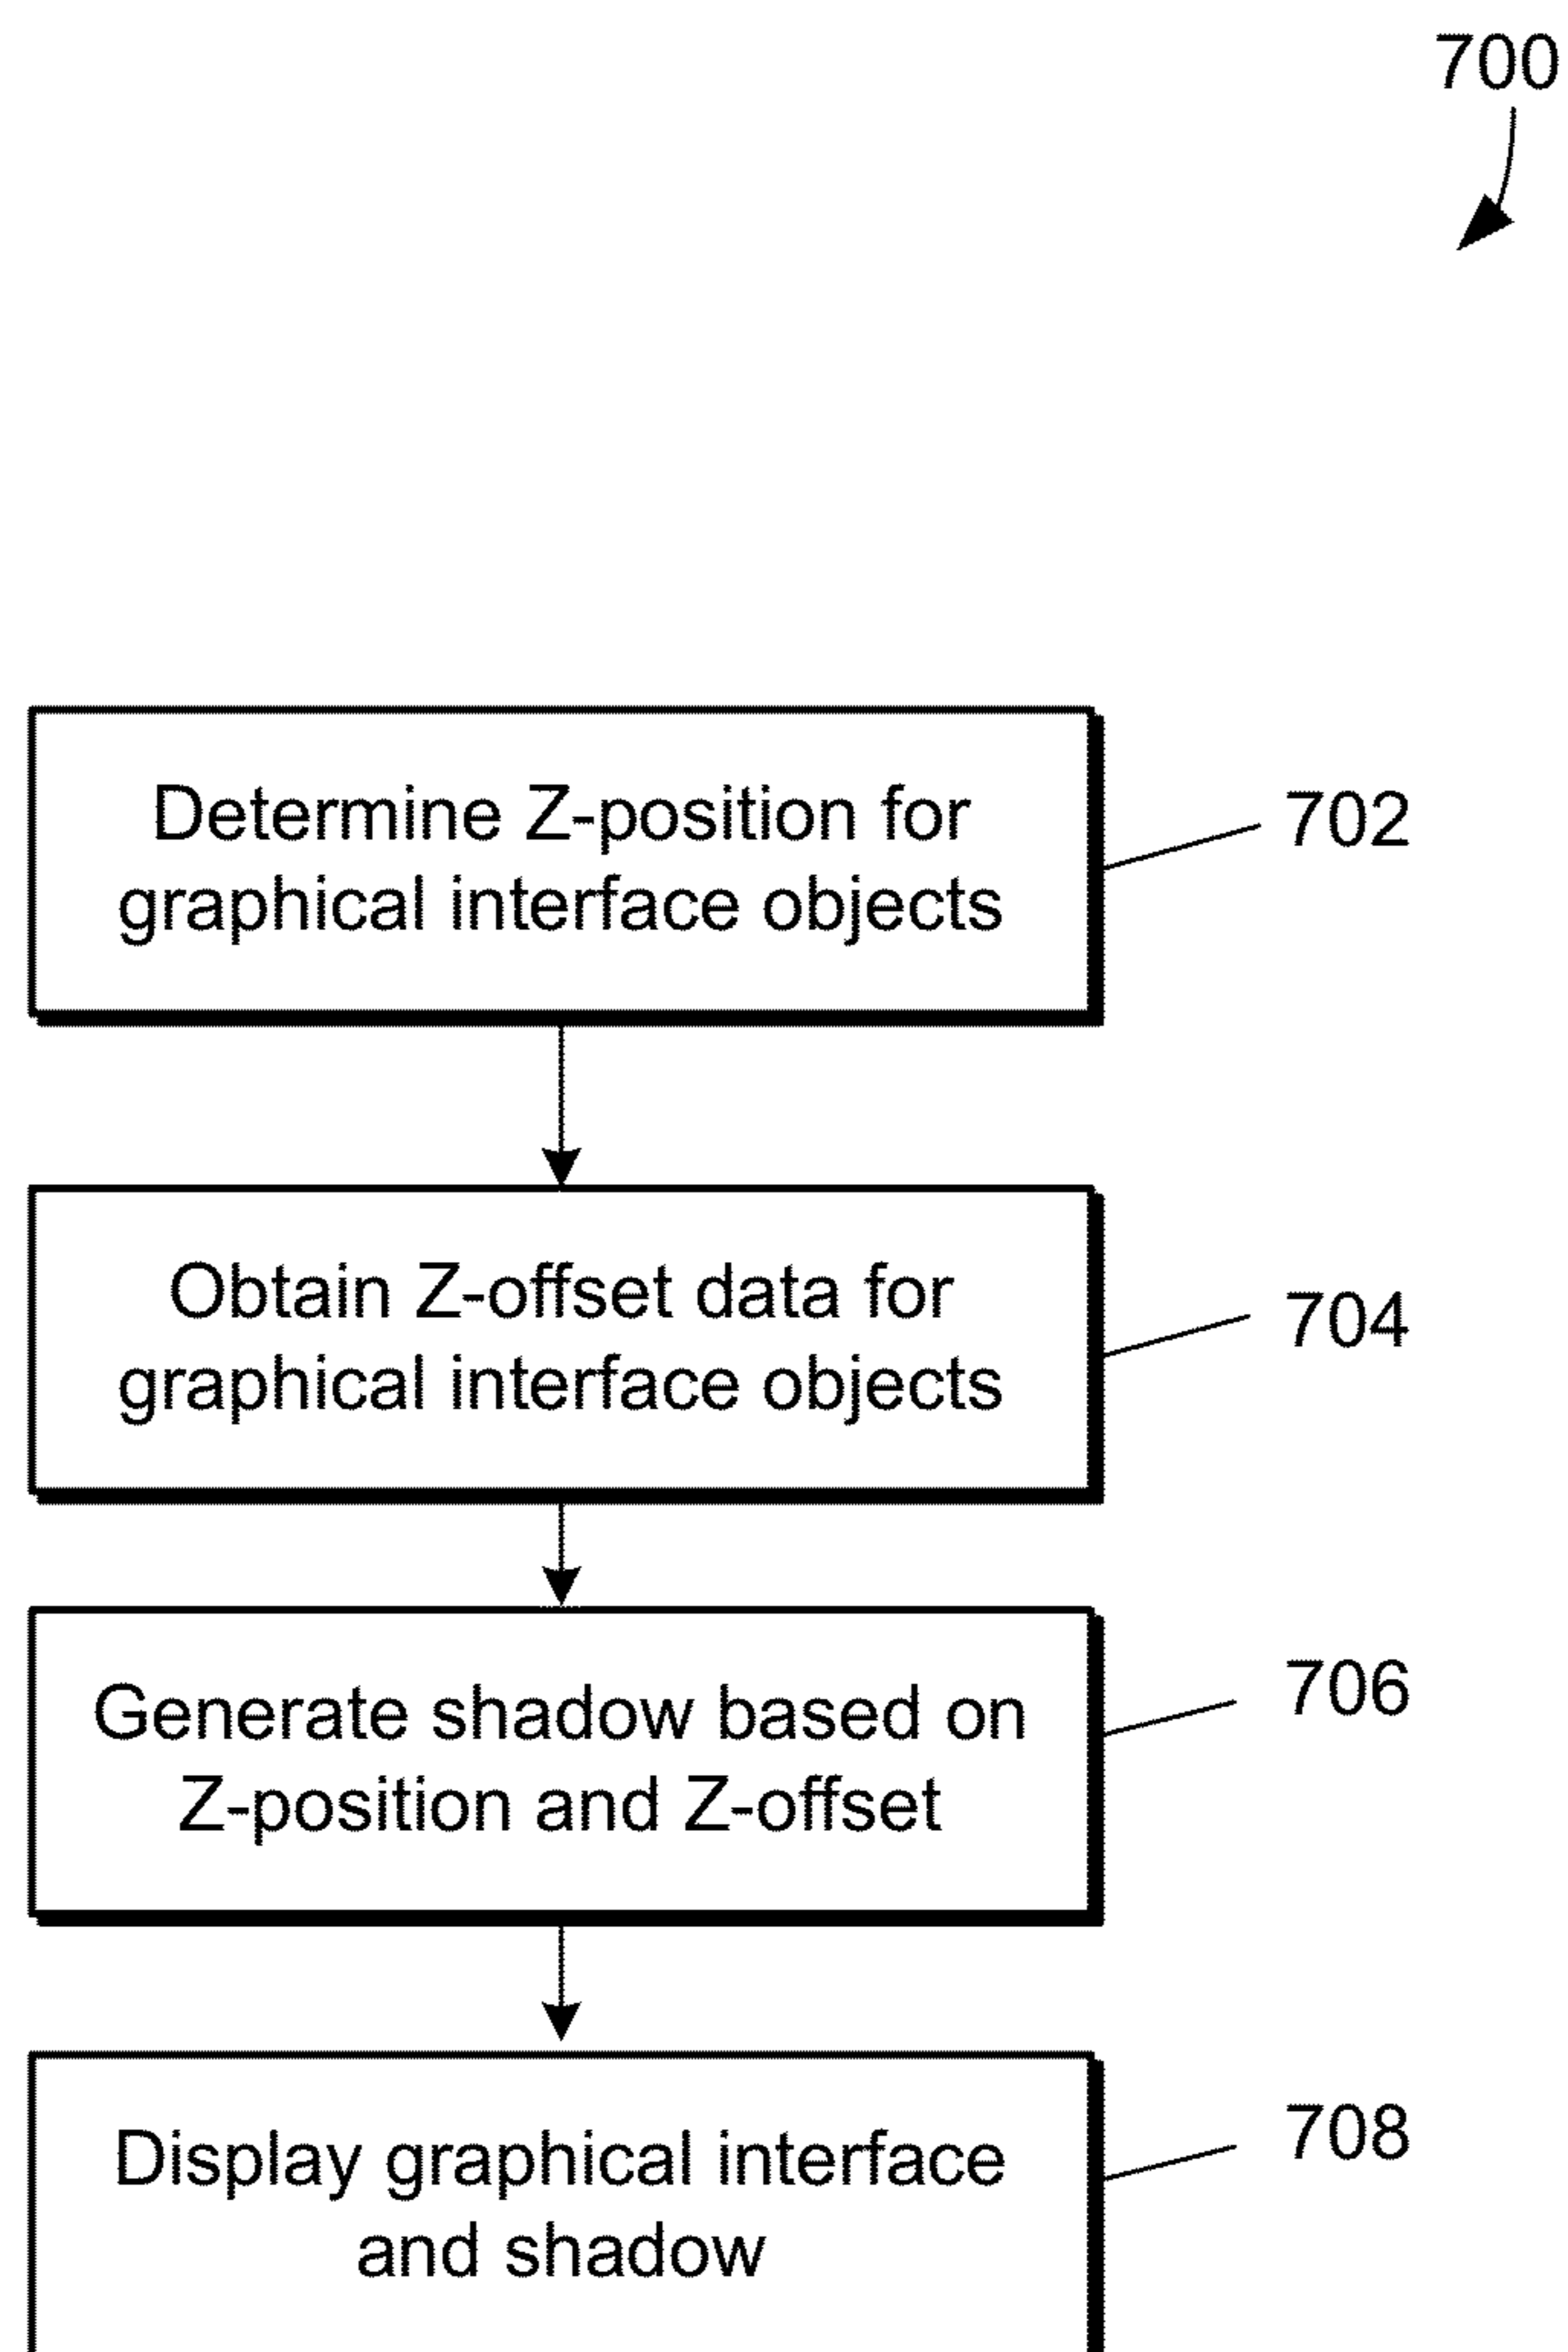 700
Determine Z-position for
graphical interface objects
702
Obtain Z-offset data for
graphical interface objects
704
Generate shadow based on
Z-position and Z-offset
706
Display graphical interface
and shadow
708